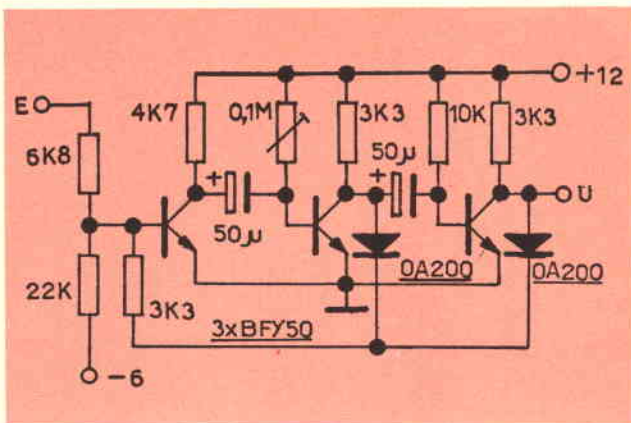 +12
E
4K7
0,1M
3K3
10K
3K3
6K8
50µ
+
+
U
50µ
0A200
0A200
22K
3K3
3xBFY50
-6